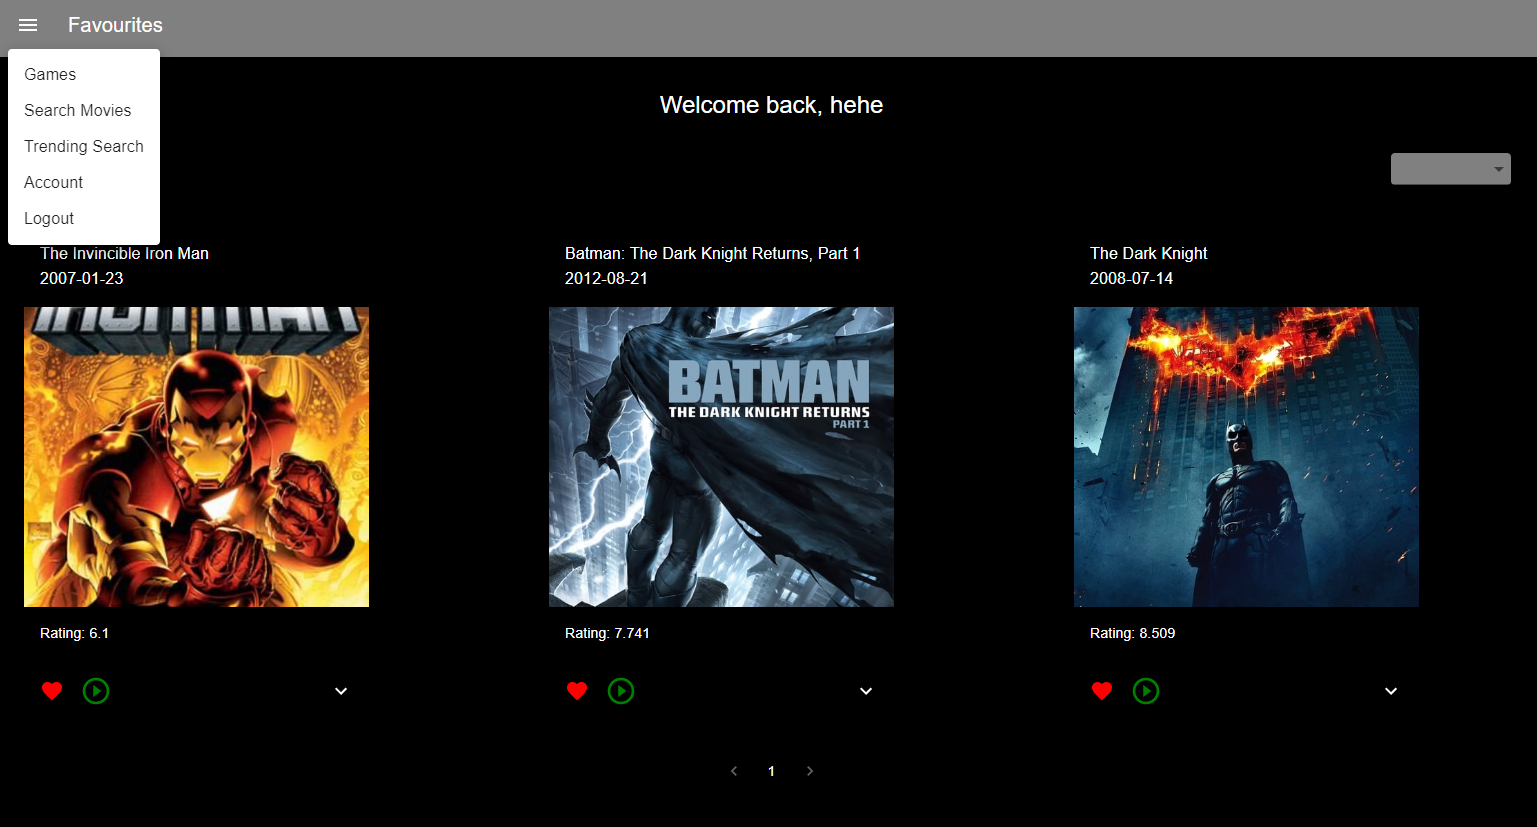 Favourites
Games
Search Movies
Trending Search
Account
Logout
Welcome back, hehe
The Invincible Iron Man
2007-01-23
Batman: The Dark Knight Returns, Part 1
2012-08-21
The Dark Knight
2008-07-14
IRON MAN
BATMAN
THE DARK KNIGHT RETURNS
PART 1
Rating: 6.1
Rating: 7.741
Rating: 8.509
1